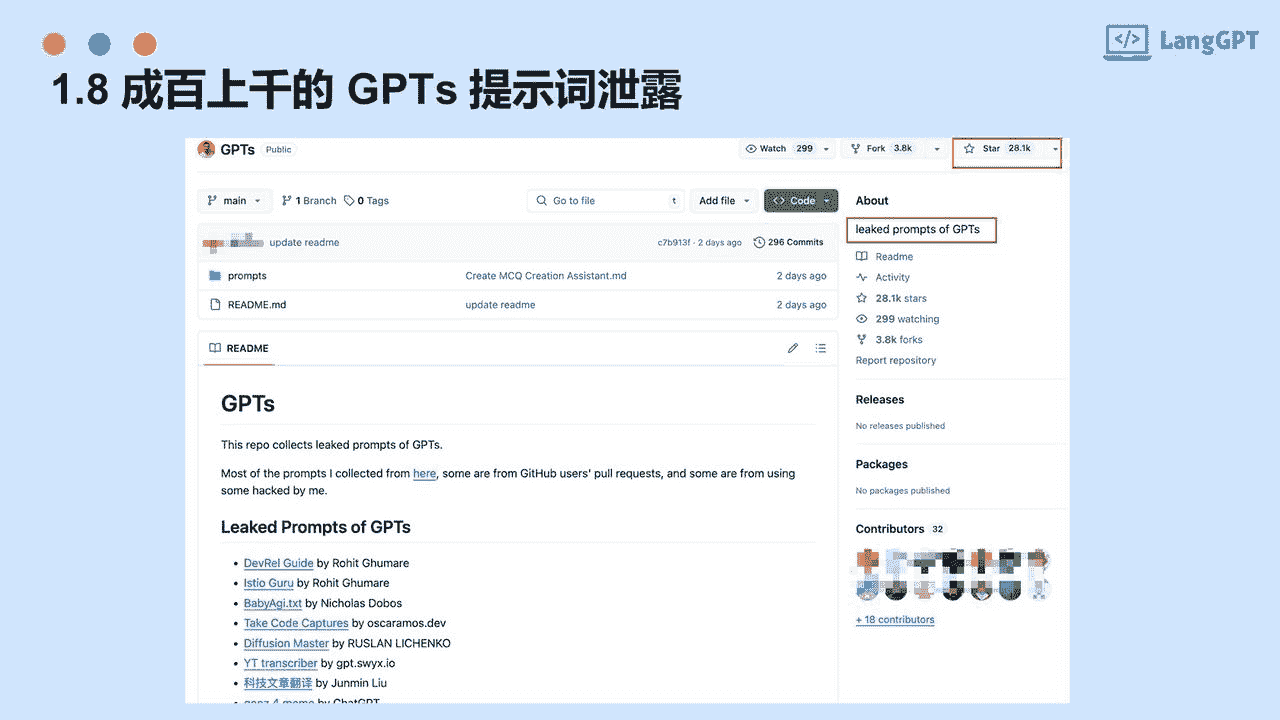 LangGPT
1.8 成百上千的 GPTs 提示词泄露
GPTs Public
Watch 299
Fork 3.8k
Star 28.1k
main
1 Branch
0 Tags
Go to file
t
Add file
Code
About
leaked prompts of GPTs
update readme
c7b913f · 2 days ago
296 Commits
prompts
Create MCQ Creation Assistant.md
2 days ago
README.md
update readme
2 days ago
Readme
Activity
28.1k stars
299 watching
3.8k forks
Report repository
README
GPTs
This repo collects leaked prompts of GPTs.
Most of the prompts I collected from here, some are from GitHub users' pull requests, and some are from using
some hacked by me.
Leaked Prompts of GPTs
• DevRel Guide by Rohit Ghumare
• Istio Guru by Rohit Ghumare
• BabyAgi.txt by Nicholas Dobos
• Take Code Captures by oscaramos.dev
• Diffusion Master by RUSLAN LICHENKO
• YT transcriber by gpt.swyx.io
• 科技文章翻译 by Junmin Liu
• genz 4 meme by ChatGPT
Releases
No releases published
Packages
No packages published
Contributors 32
+ 18 contributors